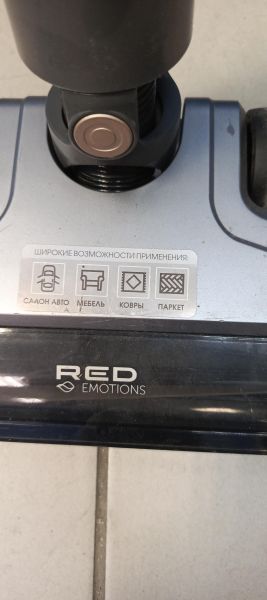 ШИРОКИЕ ВОЗМОЖНОСТИ ПРИМЕНЕНИЯ:
САЛОН АВТО МЕБЕЛЬ КОВРЫ ПАРКЕТ
RED
EMOTIONS